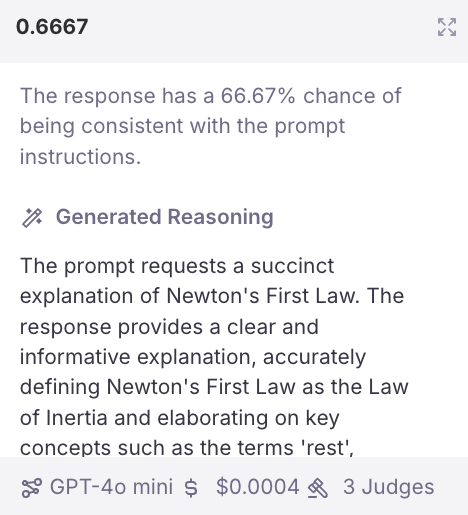 0.6667
The response has a 66.67% chance of
being consistent with the prompt
instructions.
Generated Reasoning
The prompt requests a succinct
explanation of Newton's First Law. The
response provides a clear and
informative explanation, accurately
defining Newton's First Law as the Law
of Inertia and elaborating on key
concepts such as the terms 'rest',
GPT-4o mini $ $0.0004 3 Judges